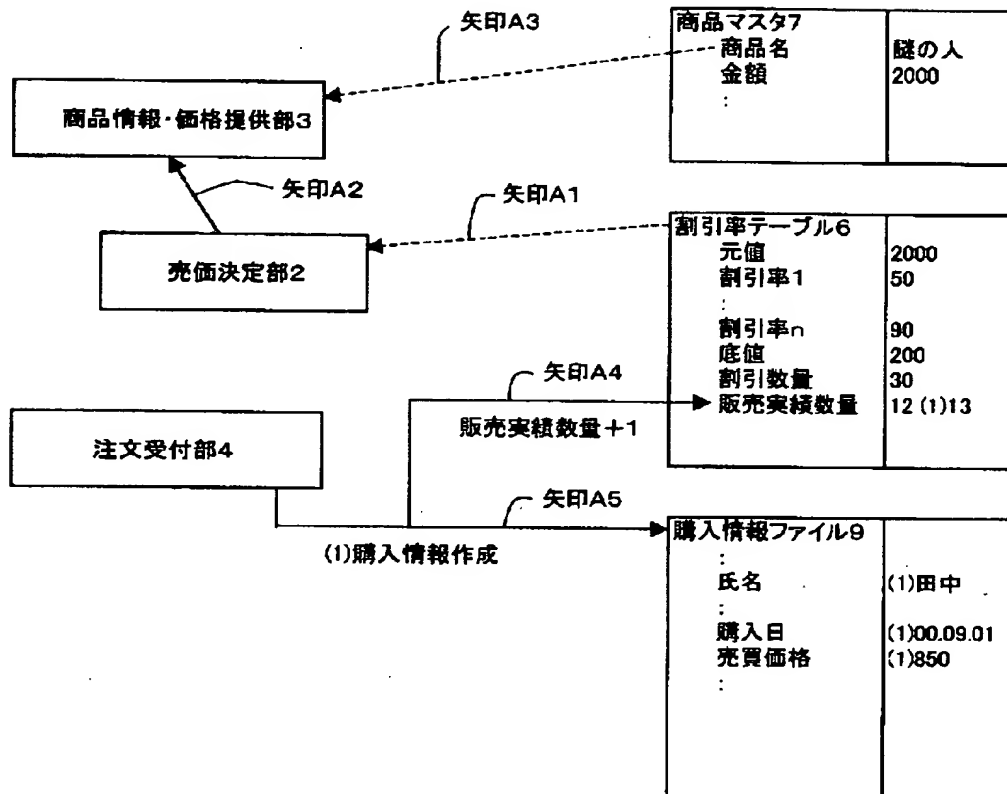 矢印A3
商品マスタ7
商品名 謎の人
金額 2000
:
商品情報・価格提供部3
矢印A2
矢印A1
売価決定部2
割引率テーブル6
元値 2000
割引率1 50
:
割引率n 90
底値 200
割引数量 30
販売実績数量 12 (1)13
矢印A4
販売実績数量+1
注文受付部4
矢印A5
(1)購入情報作成
購入情報ファイル9
:
氏名 (1)田中
:
購入日 (1)00.09.01
売買価格 (1)850
: